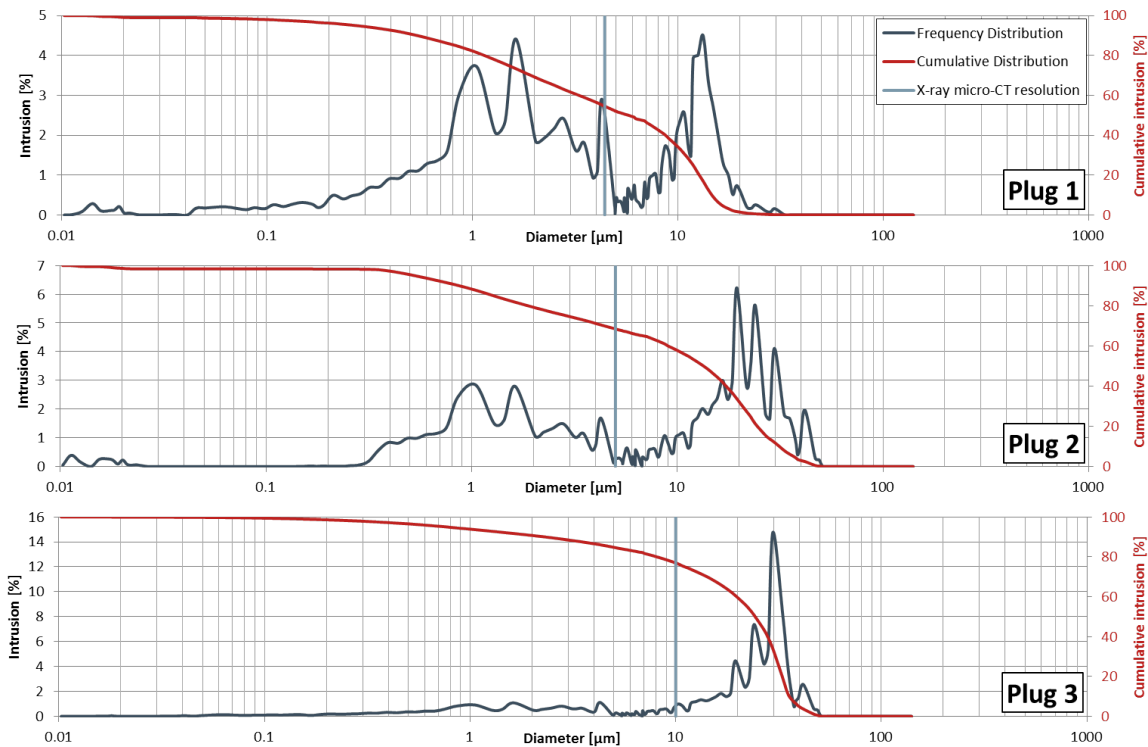 5 4 3 2 1 0
Intrusion [%]
100 80 60 40 20 0
Cumulative intrusion [%]
Frequency Distribution
Cumulative Distribution
X-ray micro-CT resolution
Plug 1
0.01 0.1 1 10 100 1000
Diameter [µm]
7 6 5 4 3 2 1 0
Intrusion [%]
100 80 60 40 20 0
Cumulative intrusion [%]
Plug 2
0.01 0.1 1 10 100 1000
Diameter [µm]
16 14 12 10 8 6 4 2 0
Intrusion [%]
100 80 60 40 20 0
Cumulative intrusion [%]
Plug 3
0.01 0.1 1 10 100 1000
Diameter [µm]